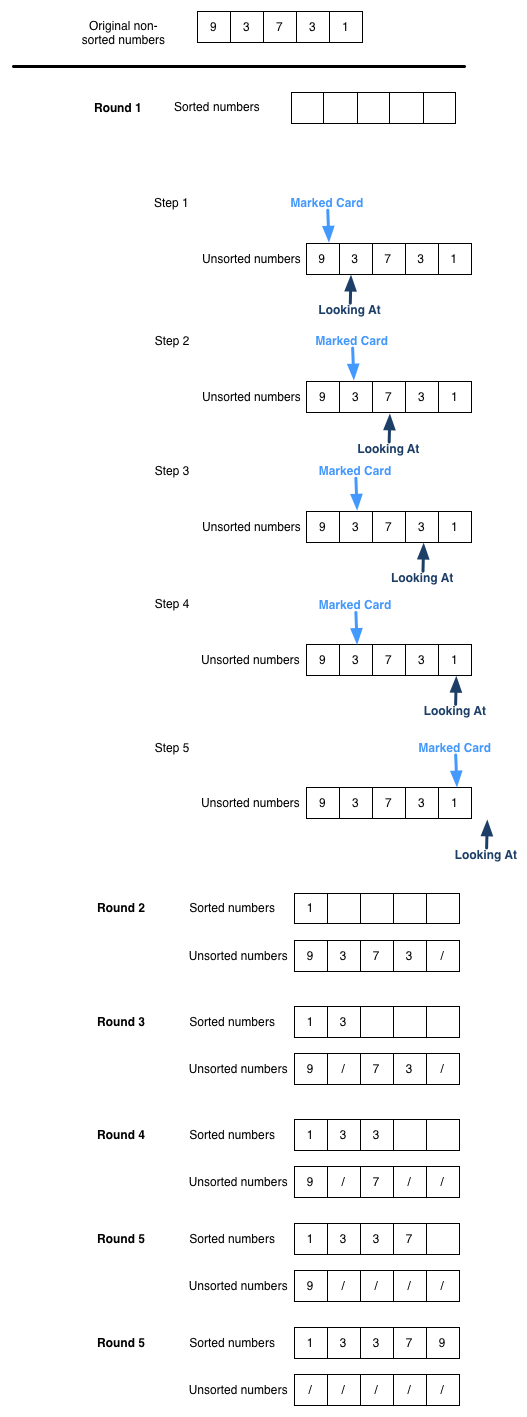 Original non-
sorted numbers
9 3 7 3 1
Round 1 Sorted numbers
Step 1 Marked Card
Unsorted numbers 9 3 7 3 1
Looking At
Step 2 Marked Card
Unsorted numbers 9 3 7 3 1
Looking At
Step 3 Marked Card
Unsorted numbers 9 3 7 3 1
Looking At
Step 4 Marked Card
Unsorted numbers 9 3 7 3 1
Looking At
Step 5 Marked Card
Unsorted numbers 9 3 7 3 1
Looking At
Round 2 Sorted numbers 1
Unsorted numbers 9 3 7 3 /
Round 3 Sorted numbers 1 3
Unsorted numbers 9 / 7 3 /
Round 4 Sorted numbers 1 3 3
Unsorted numbers 9 / 7 / /
Round 5 Sorted numbers 1 3 3 7
Unsorted numbers 9 / / / /
Round 5 Sorted numbers 1 3 3 7 9
Unsorted numbers / / / / /